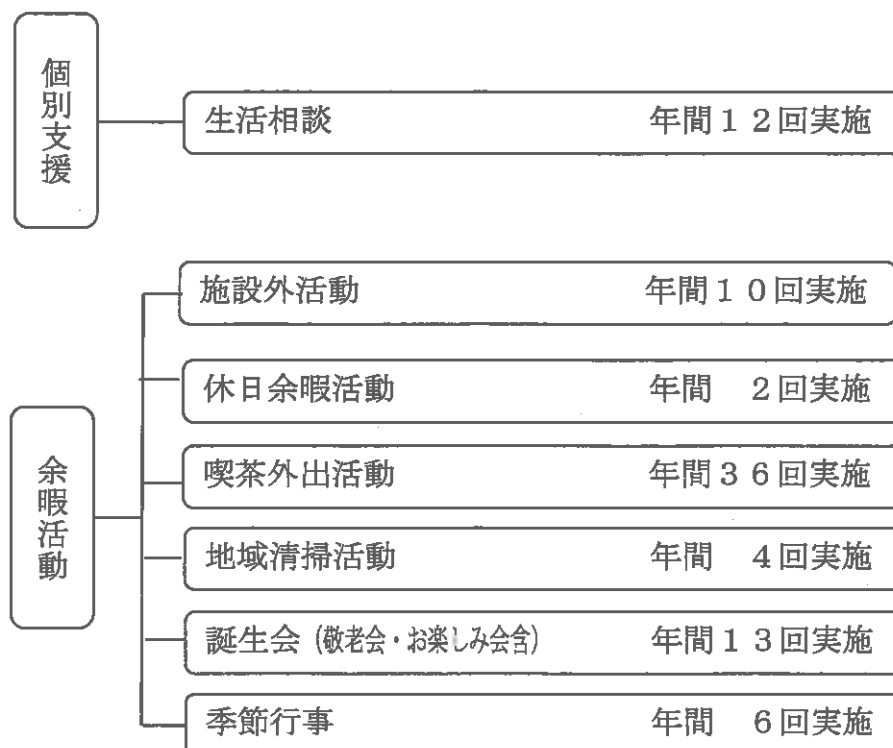 個別支援
生活相談 年間12回実施
施設外活動 年間10回実施
休日余暇活動 年間 2回実施
余暇活動
喫茶外出活動 年間36回実施
地域清掃活動 年間 4回実施
誕生会(敬老会・お楽しみ会含) 年間13回実施
季節行事 年間 6回実施